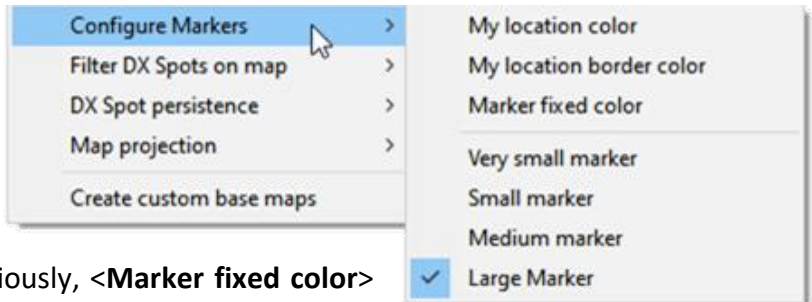 Configure Markers
Filter DX Spots on map
DX Spot persistence
Map projection
Create custom base maps
My location color
My location border color
Marker fixed color
Very small marker
Small marker
Medium marker
Large Marker
<Marker fixed color>